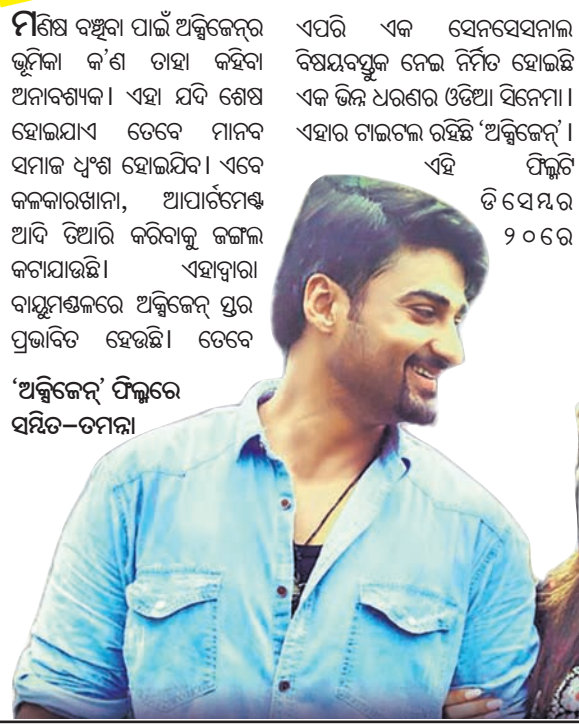 ମଣିଷ ବଞ୍ଚିବା ପାଇଁ ଅକ୍ସିଜେନ୍‌ର
ଭୂମିକା କ'ଣ ତାହା କହିବା
ଅନାବଶ୍ୟକ। ଏହା ଯଦି ଶେଷ
ହୋଇଯାଏ ତେବେ ମାନବ
ସମାଜ ଧ୍ୱଂଶ ହୋଇଯିବ। ଏବେ
କଳକାରଖାନା, ଆପାର୍ଟମେଣ୍ଟ
ଆଦି ତିଆରି କରିବାକୁ ଜଙ୍ଗଲ
କଟାଯାଉଛି। ଏହାଦ୍ୱାରା
ବାୟୁମଣ୍ଡଳରେ ଅକ୍ସିଜେନ୍ ସ୍ତର
ପ୍ରଭାବିତ ହେଉଛି। ତେବେ
'ଅକ୍ସିଜେନ୍' ଫିଲ୍ମରେ
ସମ୍ବିତ-ତମନ୍ନା
ଏପରି ଏକ ସେନସେସନାଲ
ବିଷୟବସ୍ତୁକ ନେଇ ନିର୍ମିତ ହୋଇଛି
ଏକ ଭିନ୍ନ ଧରଣର ଓଡିଆ ସିନେମା।
ଏହାର ଟାଇଟଲ ରହିଛି 'ଅକ୍ସିଜେନ୍'।
ଏହି ଫିଲ୍ମଟି
ଡିସେମ୍ବର
୨୦ରେ